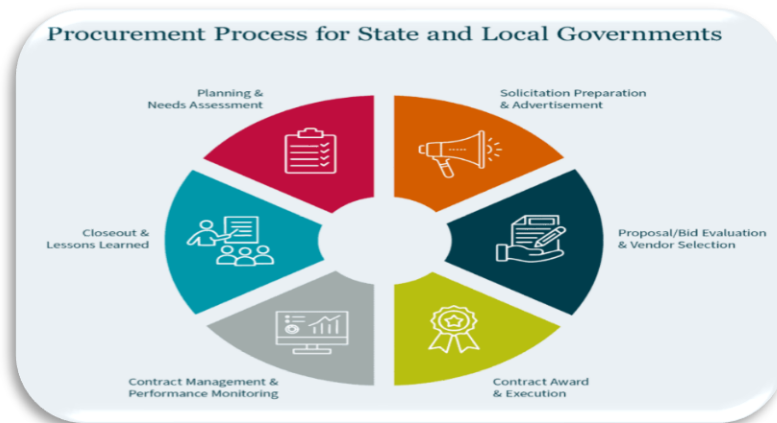 Procurement Process for State and Local Governments
Planning &
Needs Assessment
Solicitation Preparation
& Advertisement
Closeout &
Lessons Learned
Proposal/Bid Evaluation
& Vendor Selection
Contract Management &
Performance Monitoring
Contract Award
& Execution